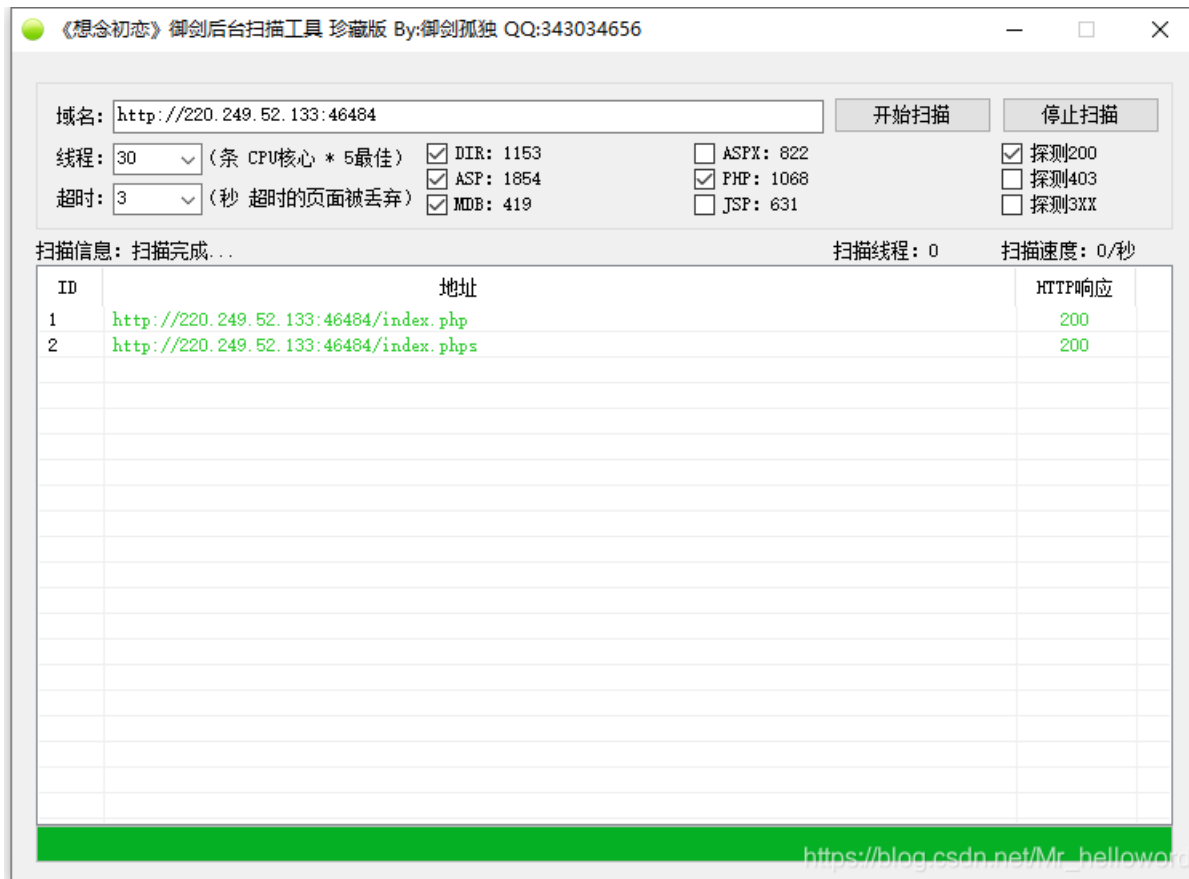 《想念初恋》御剑后台扫描工具 珍藏版 By:御剑孤独 QQ:343034656
域名: http://220.249.52.133:46484 开始扫描 停止扫描
线程: 30 (条 CPU核心 * 5最佳) DIR: 1153 ASPX: 822 探测200
ASP: 1854 PHP: 1068 探测403
超时: 3 (秒 超时的页面被丢弃) MDB: 419 JSP: 631 探测3XX
扫描信息: 扫描完成... 扫描线程: 0 扫描速度: 0/秒
ID 地址 HTTP响应
1 http://220.249.52.133:46484/index.php 200
2 http://220.249.52.133:46484/index.phps 200
https://blog.csdn.net/Mr_helloword